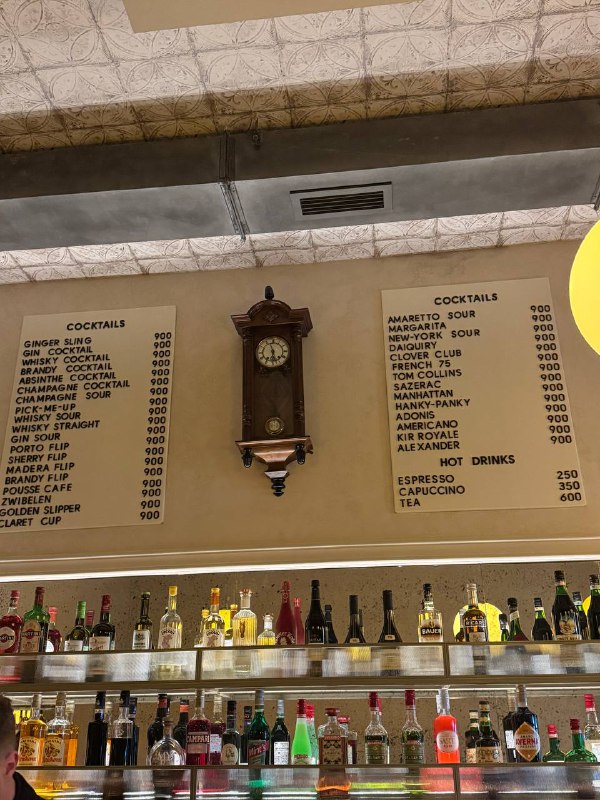 COCKTAILS
GINGER SLING 900
GIN COCKTAIL 900
WHISKY COCKTAIL 900
BRANDY COCKTAIL 900
ABSINTHE COCKTAIL 900
CHAMPAGNE COCKTAIL 900
CHAMPAGNE SOUR 900
PICK-ME-UP 900
WHISKY SOUR 900
WHISKY STRAIGHT 900
GIN SOUR 900
PORTO FLIP 900
SHERRY FLIP 900
MADERA FLIP 900
BRANDY FLIP 900
POUSSE CAFE 900
ZWIBELEN 900
GOLDEN SLIPPER 900
CLARET CUP 900
COCKTAILS
AMARETTO SOUR 900
MARGARITA 900
NEW-YORK SOUR 900
DAIQUIRY 900
CLOVER CLUB 900
FRENCH 75 900
TOM COLLINS 900
SAZERAC 900
MANHATTAN 900
HANKY-PANKY 900
ADONIS 900
AMERICANO 900
KIR ROYALE 900
ALEXANDER 900
HOT DRINKS
ESPRESSO 250
CAPUCCINO 350
TEA 600
CAMPARI
AVERNA